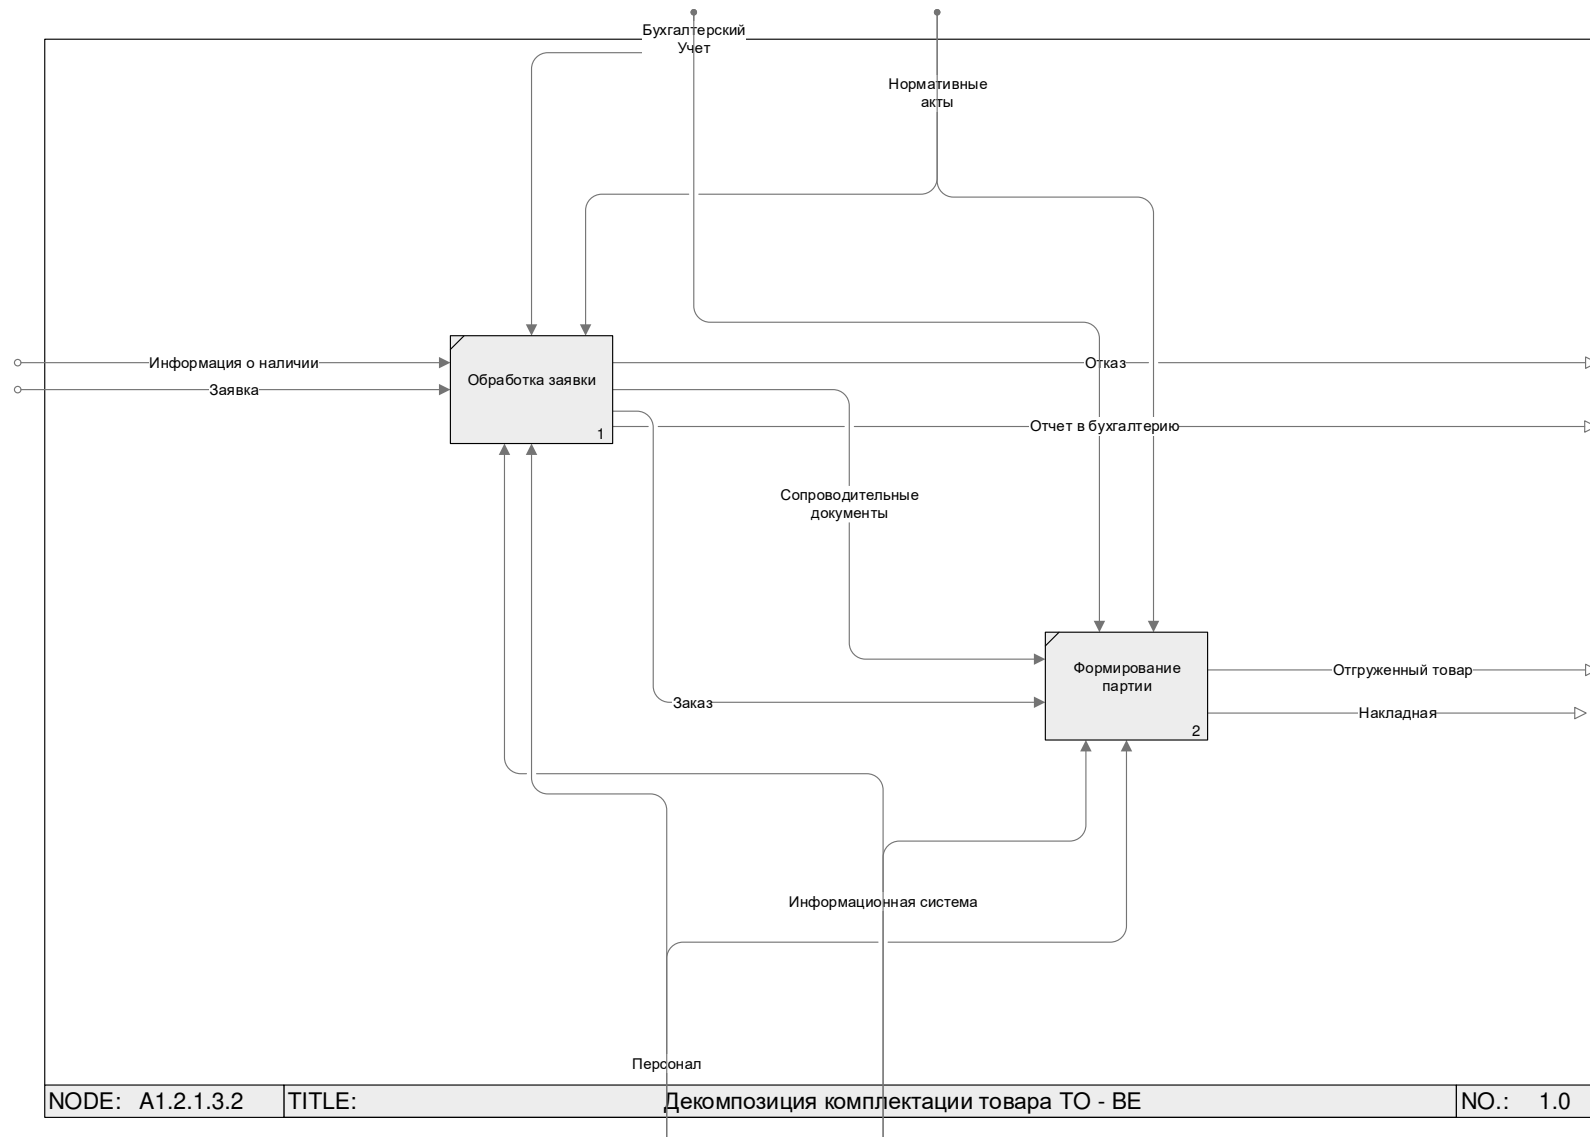 Бухгалтерский
Учет
Нормативные
акты
Информация о наличии
Заявка
Обработка заявки
1
Отказ
Отчет в бухгалтерию
Сопроводительные
документы
Заказ
Формирование
партии
2
Отгруженный товар
Накладная
Информационная система
Персонал
NODE: A1.2.1.3.2
TITLE:
Декомпозиция комплектации товара TO - BE
NO.: 1.0